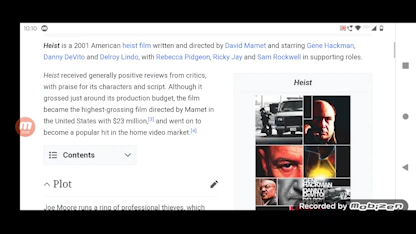 10:10
Heist is a 2001 American heist film written and directed by David Mamet and starring Gene Hackman,
Danny DeVito and Delroy Lindo, with Rebecca Pidgeon, Ricky Jay and Sam Rockwell in supporting roles.
Heist received generally positive reviews from critics,
with praise for its characters and script. Although it
grossed just around its production budget, the film
became the highest-grossing film directed by Mamet in
the United States with $23 million,[3] and went on to
become a popular hit in the home video market.[4]
Contents
Plot
Joe Moore runs a ring of professional thieves, which
Heist
GENE
HACKMAN
DANNY
DEVITO
Recorded by mobizen